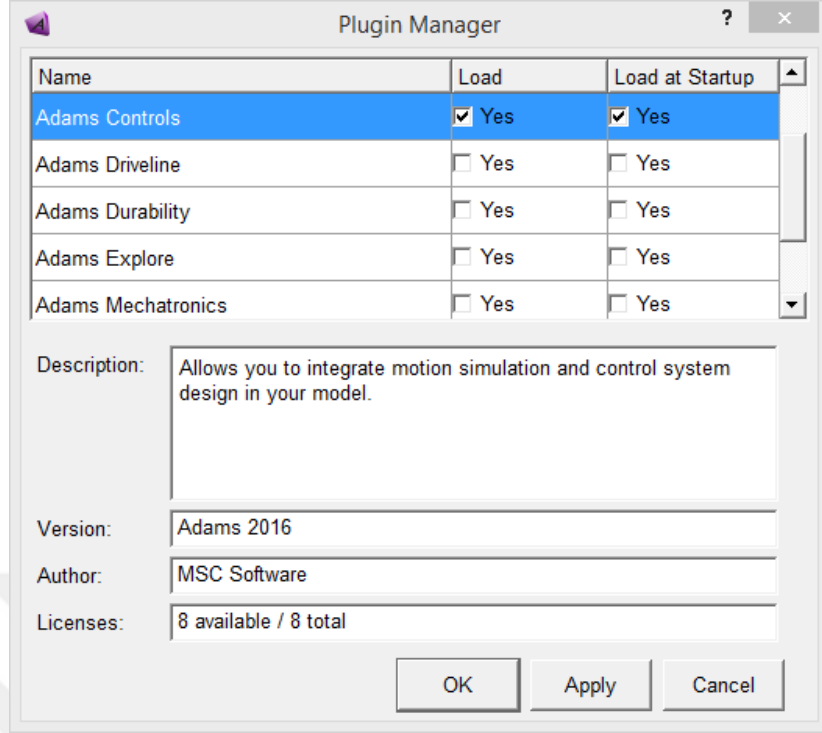 Plugin Manager ? ×
Name Load Load at Startup
Adams Controls Yes Yes
Adams Driveline Yes Yes
Adams Durability Yes Yes
Adams Explore Yes Yes
Adams Mechatronics Yes Yes
Description: Allows you to integrate motion simulation and control system
design in your model.
Version: Adams 2016
Author: MSC Software
Licenses: 8 available / 8 total
OK Apply Cancel